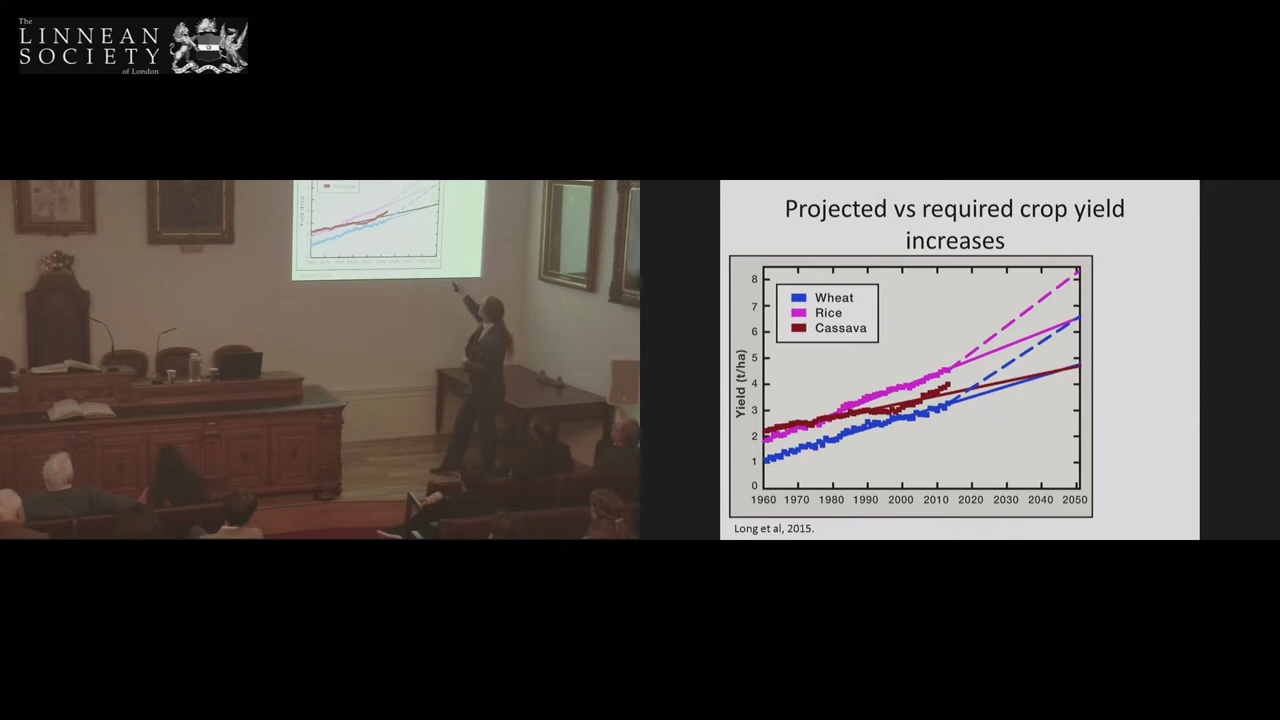 The
LINNEAN
SOCIETY
of London
Projected vs required crop yield
increases
Wheat
Rice
Cassava
Yield (t/ha)
8
7
6
5
4
3
2
1
0
1960 1970 1980 1990 2000 2010 2020 2030 2040 2050
Long et al, 2015.